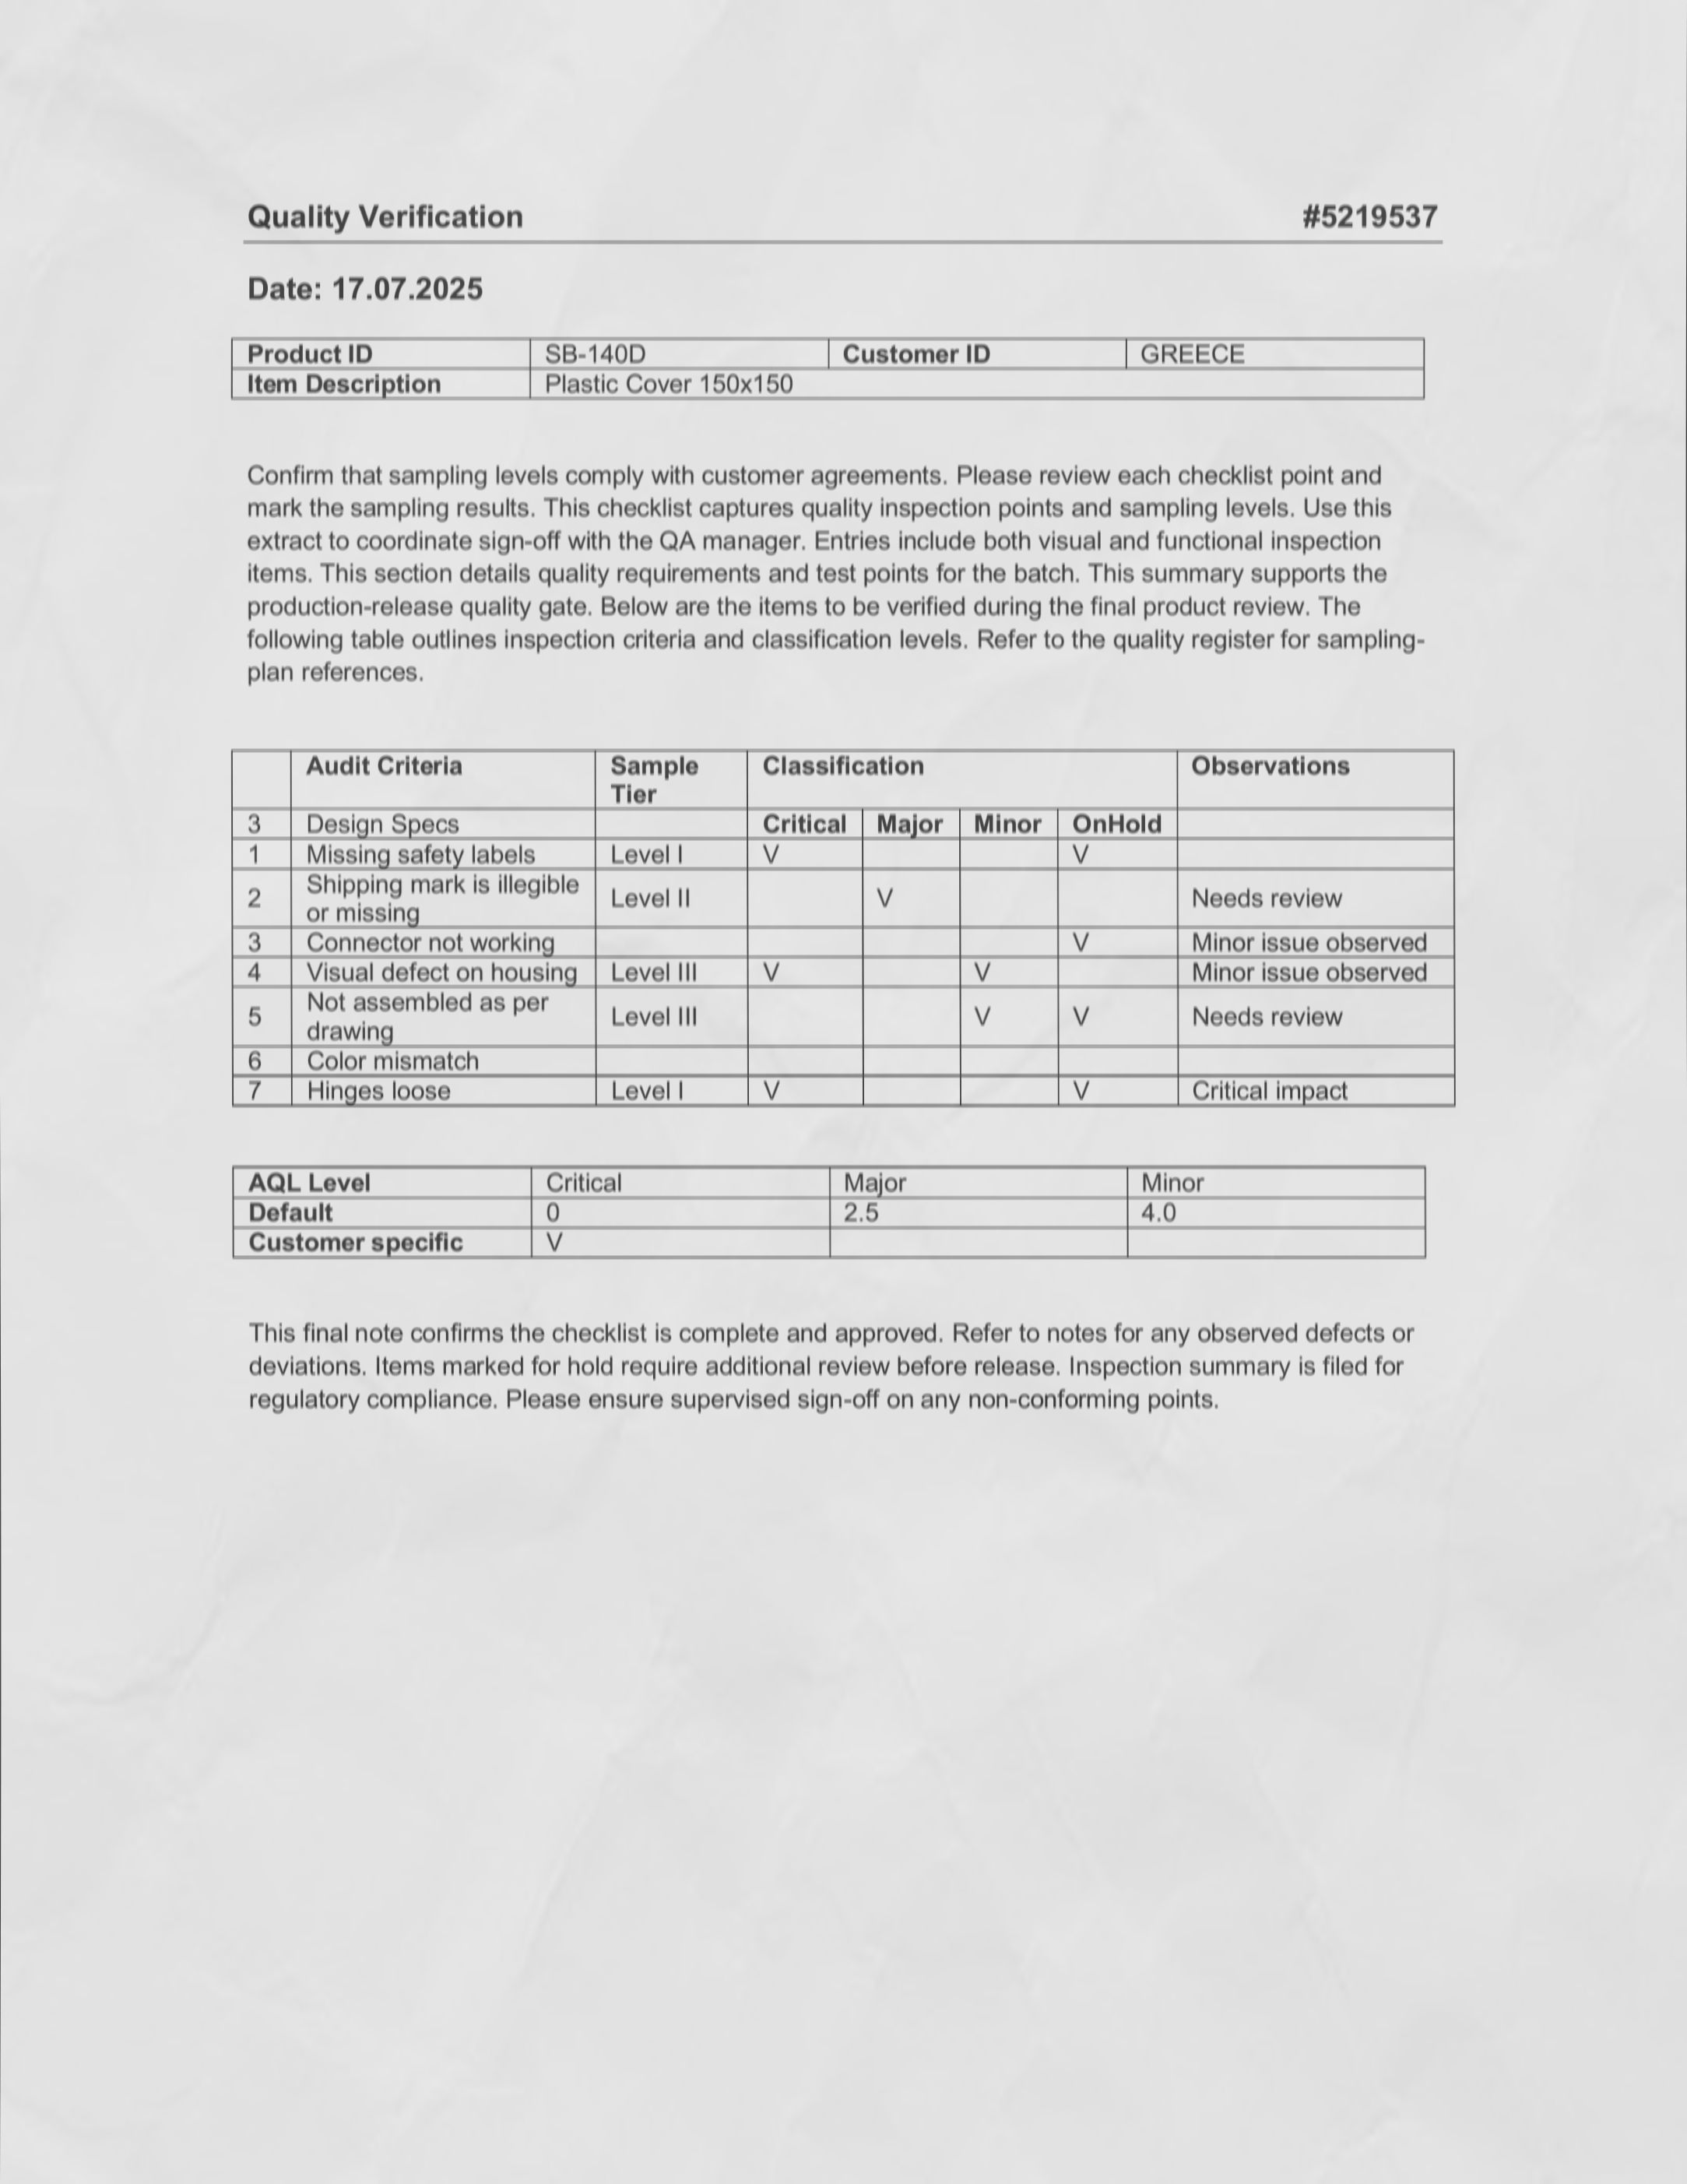 Quality Verification #5219537
Date: 17.07.2025
Product ID SB-140D Customer ID GREECE
Item Description Plastic Cover 150x150
Confirm that sampling levels comply with customer agreements. Please review each checklist point and
mark the sampling results. This checklist captures quality inspection points and sampling levels. Use this
extract to coordinate sign-off with the QA manager. Entries include both visual and functional inspection
items. This section details quality requirements and test points for the batch. This summary supports the
production-release quality gate. Below are the items to be verified during the final product review. The
following table outlines inspection criteria and classification levels. Refer to the quality register for sampling-
plan references.
Audit Criteria Sample Tier Classification Observations
3 Design Specs Critical Major Minor OnHold
1 Missing safety labels Level I V V
2 Shipping mark is illegible or missing Level II V Needs review
3 Connector not working V Minor issue observed
4 Visual defect on housing Level III V V Minor issue observed
5 Not assembled as per drawing Level III V V Needs review
6 Color mismatch
7 Hinges loose Level I V V Critical impact
AQL Level Critical Major Minor
Default 0 2.5 4.0
Customer specific V
This final note confirms the checklist is complete and approved. Refer to notes for any observed defects or
deviations. Items marked for hold require additional review before release. Inspection summary is filed for
regulatory compliance. Please ensure supervised sign-off on any non-conforming points.